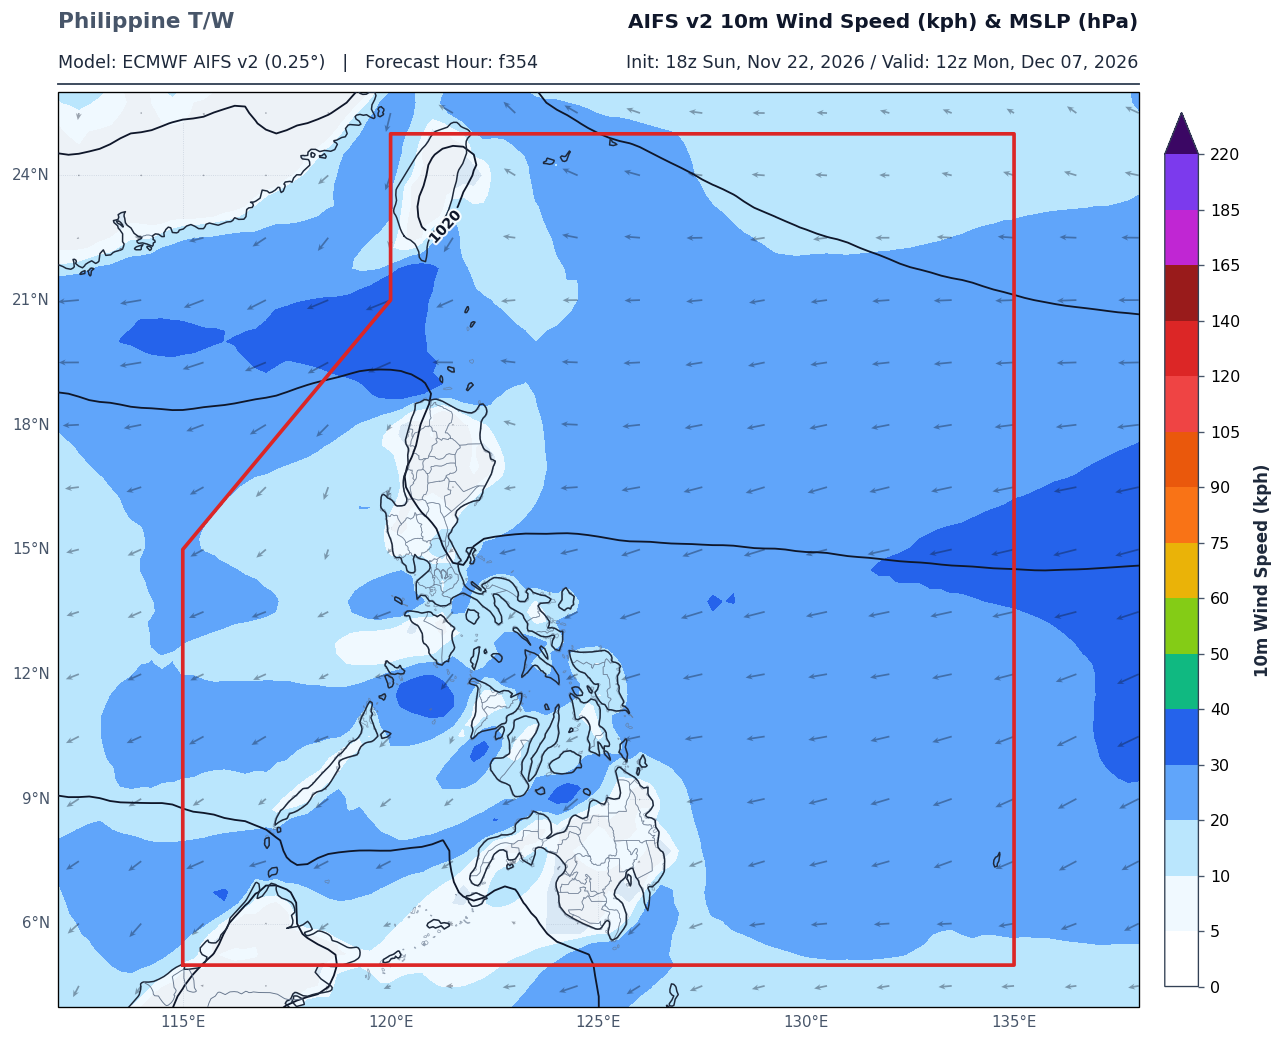 Philippine T/W
AIFS v2 10m Wind Speed (kph) & MSLP (hPa)
Model: ECMWF AIFS v2 (0.25°) | Forecast Hour: f354
Init: 18z Sun, Nov 22, 2026 / Valid: 12z Mon, Dec 07, 2026
24°N
21°N
18°N
15°N
12°N
9°N
6°N
115°E
120°E
125°E
130°E
135°E
1020
220
185
165
140
120
105
90
75
60
50
40
30
20
10
5
0
10m Wind Speed (kph)